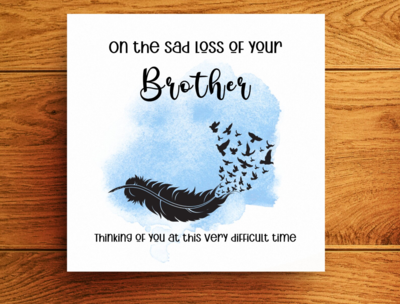 On the sad loss of your
Brother
Thinking of you at this very difficult time